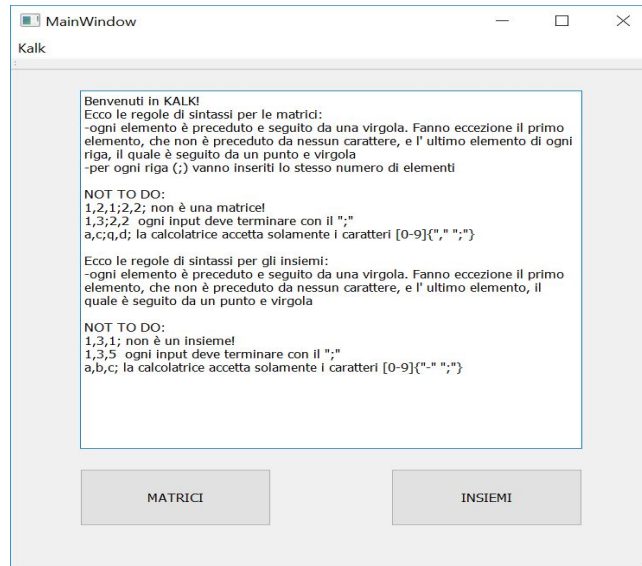 MainWindow
Kalk
Benvenuti in KALK!
Ecco le regole di sintassi per le matrici:
-ogni elemento è preceduto e seguito da una virgola. Fanno eccezione il primo
elemento, che non è preceduto da nessun carattere, e l' ultimo elemento di ogni
riga, il quale è seguito da un punto e virgola
-per ogni riga (;) vanno inseriti lo stesso numero di elementi
NOT TO DO:
1,2,1;2,2; non è una matrice!
1,3;2,2  ogni input deve terminare con il ";"
a,c;q,d; la calcolatrice accetta solamente i caratteri [0-9]{"," ";"}
Ecco le regole di sintassi per gli insiemi:
-ogni elemento è preceduto e seguito da una virgola. Fanno eccezione il primo
elemento, che non è preceduto da nessun carattere, e l' ultimo elemento, il
quale è seguito da un punto e virgola
NOT TO DO:
1,3,1; non è un insieme!
1,3,5  ogni input deve terminare con il ";"
a,b,c; la calcolatrice accetta solamente i caratteri [0-9]{"-" ";"}
MATRICI
INSIEMI